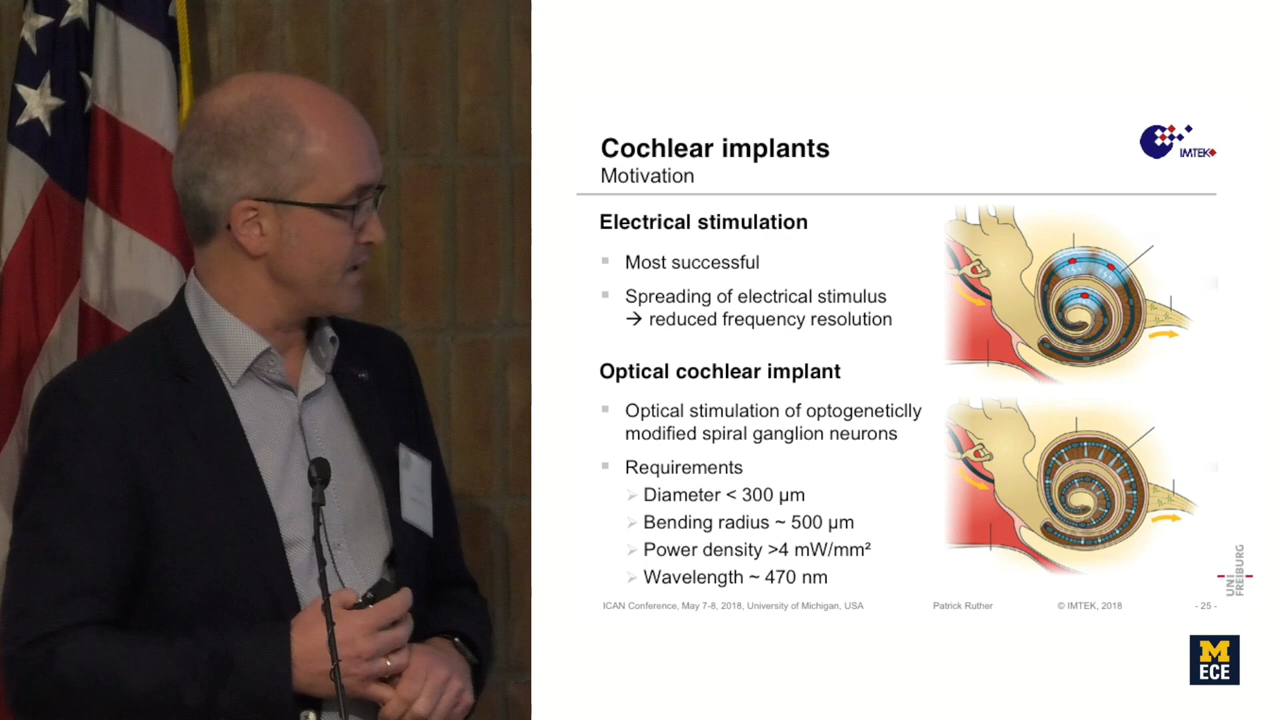 Cochlear implants
Motivation
IMTEK
Electrical stimulation
Most successful
Spreading of electrical stimulus
→ reduced frequency resolution
Optical cochlear implant
Optical stimulation of optogeneticlly
modified spiral ganglion neurons
Requirements
Diameter < 300 µm
Bending radius ~ 500 µm
Power density >4 mW/mm²
Wavelength ~ 470 nm
ICAN Conference, May 7-8, 2018, University of Michigan, USA
Patrick Ruther
© IMTEK, 2018
- 25 -
UNI
FREIBURG
M
ECE